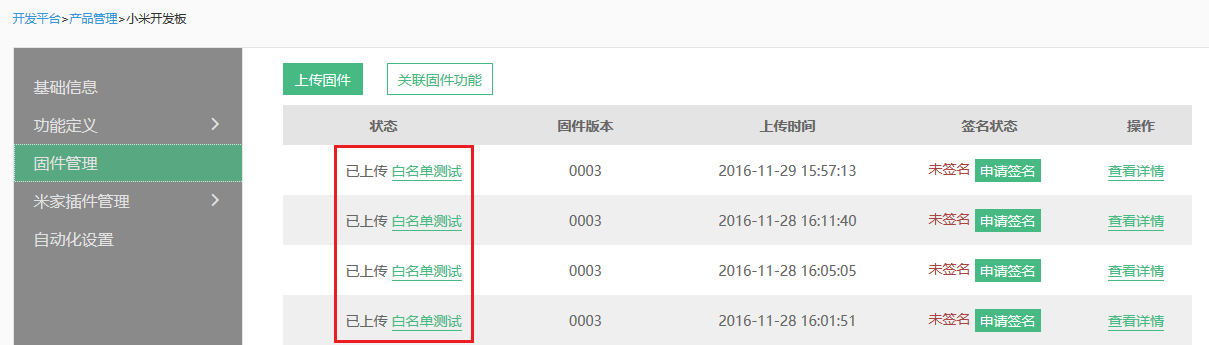 开发平台>产品管理>小米开发板
基础信息
功能定义
固件管理
米家插件管理
自动化设置
上传固件 关联固件功能
状态 固件版本 上传时间 签名状态 操作
已上传 白名单测试 0003 2016-11-29 15:57:13 未签名 申请签名 查看详情
已上传 白名单测试 0003 2016-11-28 16:11:40 未签名 申请签名 查看详情
已上传 白名单测试 0003 2016-11-28 16:05:05 未签名 申请签名 查看详情
已上传 白名单测试 0003 2016-11-28 16:01:51 未签名 申请签名 查看详情